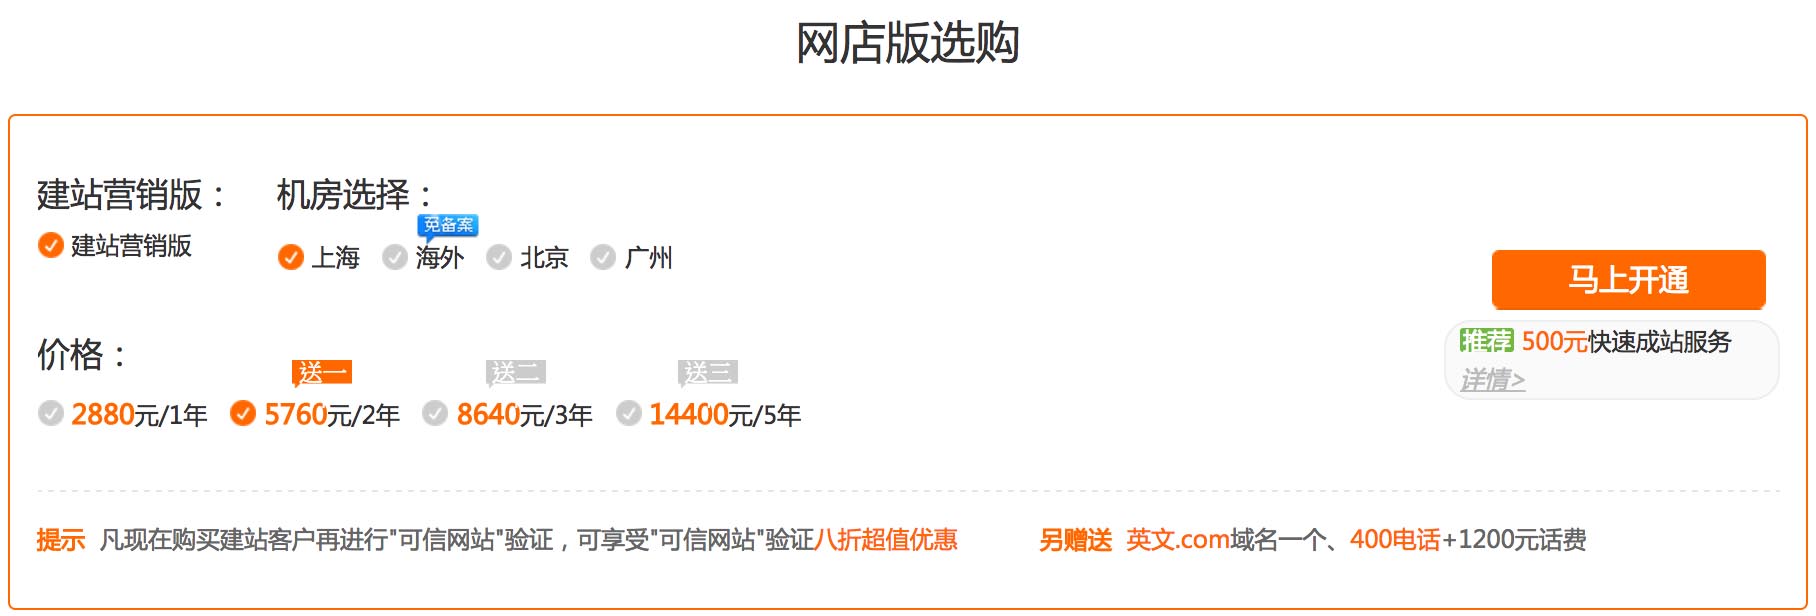 网店版选购
建站营销版： 机房选择：
免备案
建站营销版 上海 海外 北京 广州
马上开通
推荐 500元快速成站服务
详情>
价格：
送一 送二 送三
2880元/1年 5760元/2年 8640元/3年 14400元/5年
提示 凡现在购买建站客户再进行"可信网站"验证，可享受"可信网站"验证八折超值优惠 另赠送 英文.com域名一个、400电话+1200元话费